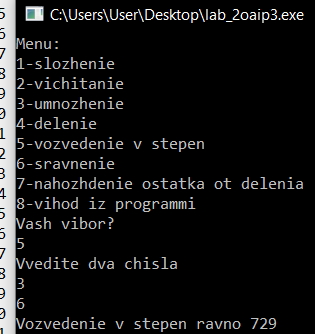 C:\Users\User\Desktop\lab_2oaip3.exe
Menu:
1-slozhenie
2-vichitanie
3-umnozhenie
4-delenie
5-vozvedenie v stepen
6-sravnenie
7-nahozhdenie ostatka ot delenia
8-vihod iz programmi
Vash vibor?
5
Vvedite dva chisla
3
6
Vozvedenie v stepen ravno 729